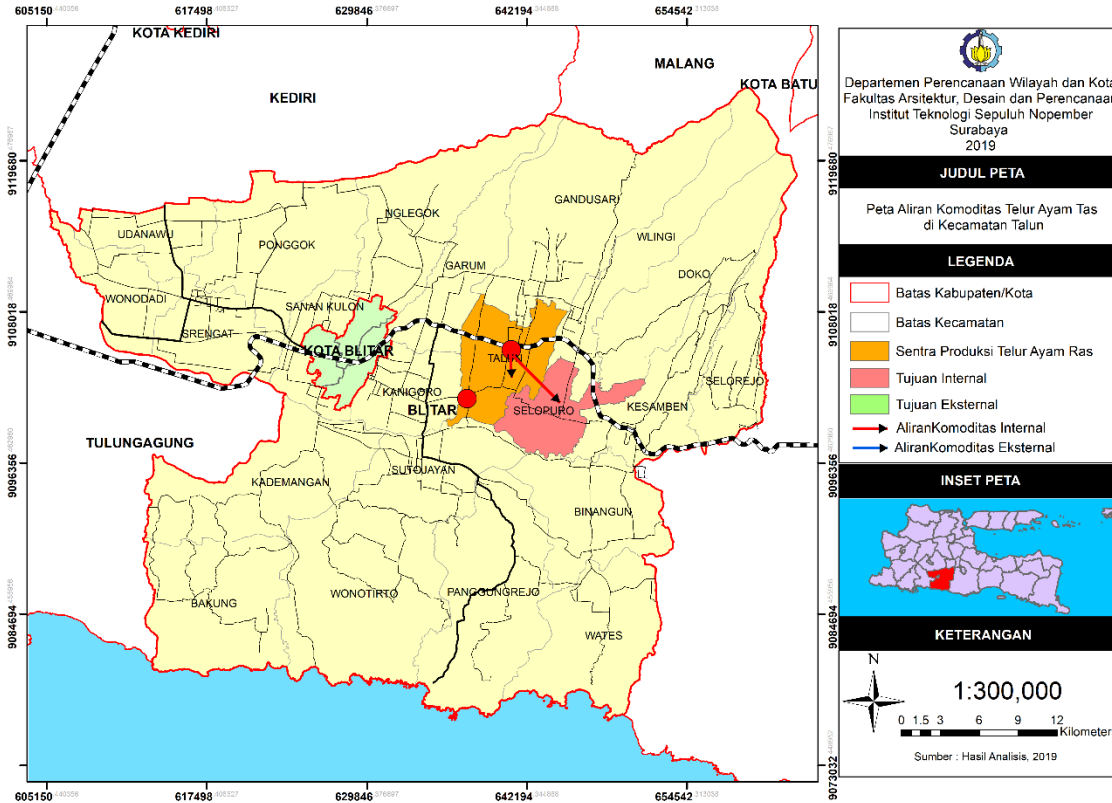 605150
617498
629846
642194
654542
KOTA KEDIRI
MALANG
KOTA BATU
KEDIRI
9119680
9119680
GANDUSARI
NGLEGOK
UDANAWU
PONGGOK
WLINGI
GARUM
DOKO
WONODADI
SANAN KULON
9108018
9108018
SRENGAT
KOTA BLITAR
TALUN
KANIGORO
SELOREJO
BLITAR
SELOPURO
KESAMBEN
TULUNGAGUNG
9096356
9096356
SUTOJAYAN
KADEMANGAN
BINANGUN
WONOTIRTO
PANGGUNGREJO
BAKUNG
9084694
9084694
WATES
9073032
605150
617498
629846
642194
654542
Departemen Perencanaan Wilayah dan Kota
Fakultas Arsitektur, Desain dan Perencanaan
Institut Teknologi Sepuluh Nopember
Surabaya
2019
JUDUL PETA
Peta Aliran Komoditas Telur Ayam Tas
di Kecamatan Talun
LEGENDA
Batas Kabupaten/Kota
Batas Kecamatan
Sentra Produksi Telur Ayam Ras
Tujuan Internal
Tujuan Eksternal
AliranKomoditas Internal
AliranKomoditas Eksternal
INSET PETA
KETERANGAN
N
1:300,000
0 1.5 3 6 9 12
Kilometer
Sumber : Hasil Analisis, 2019